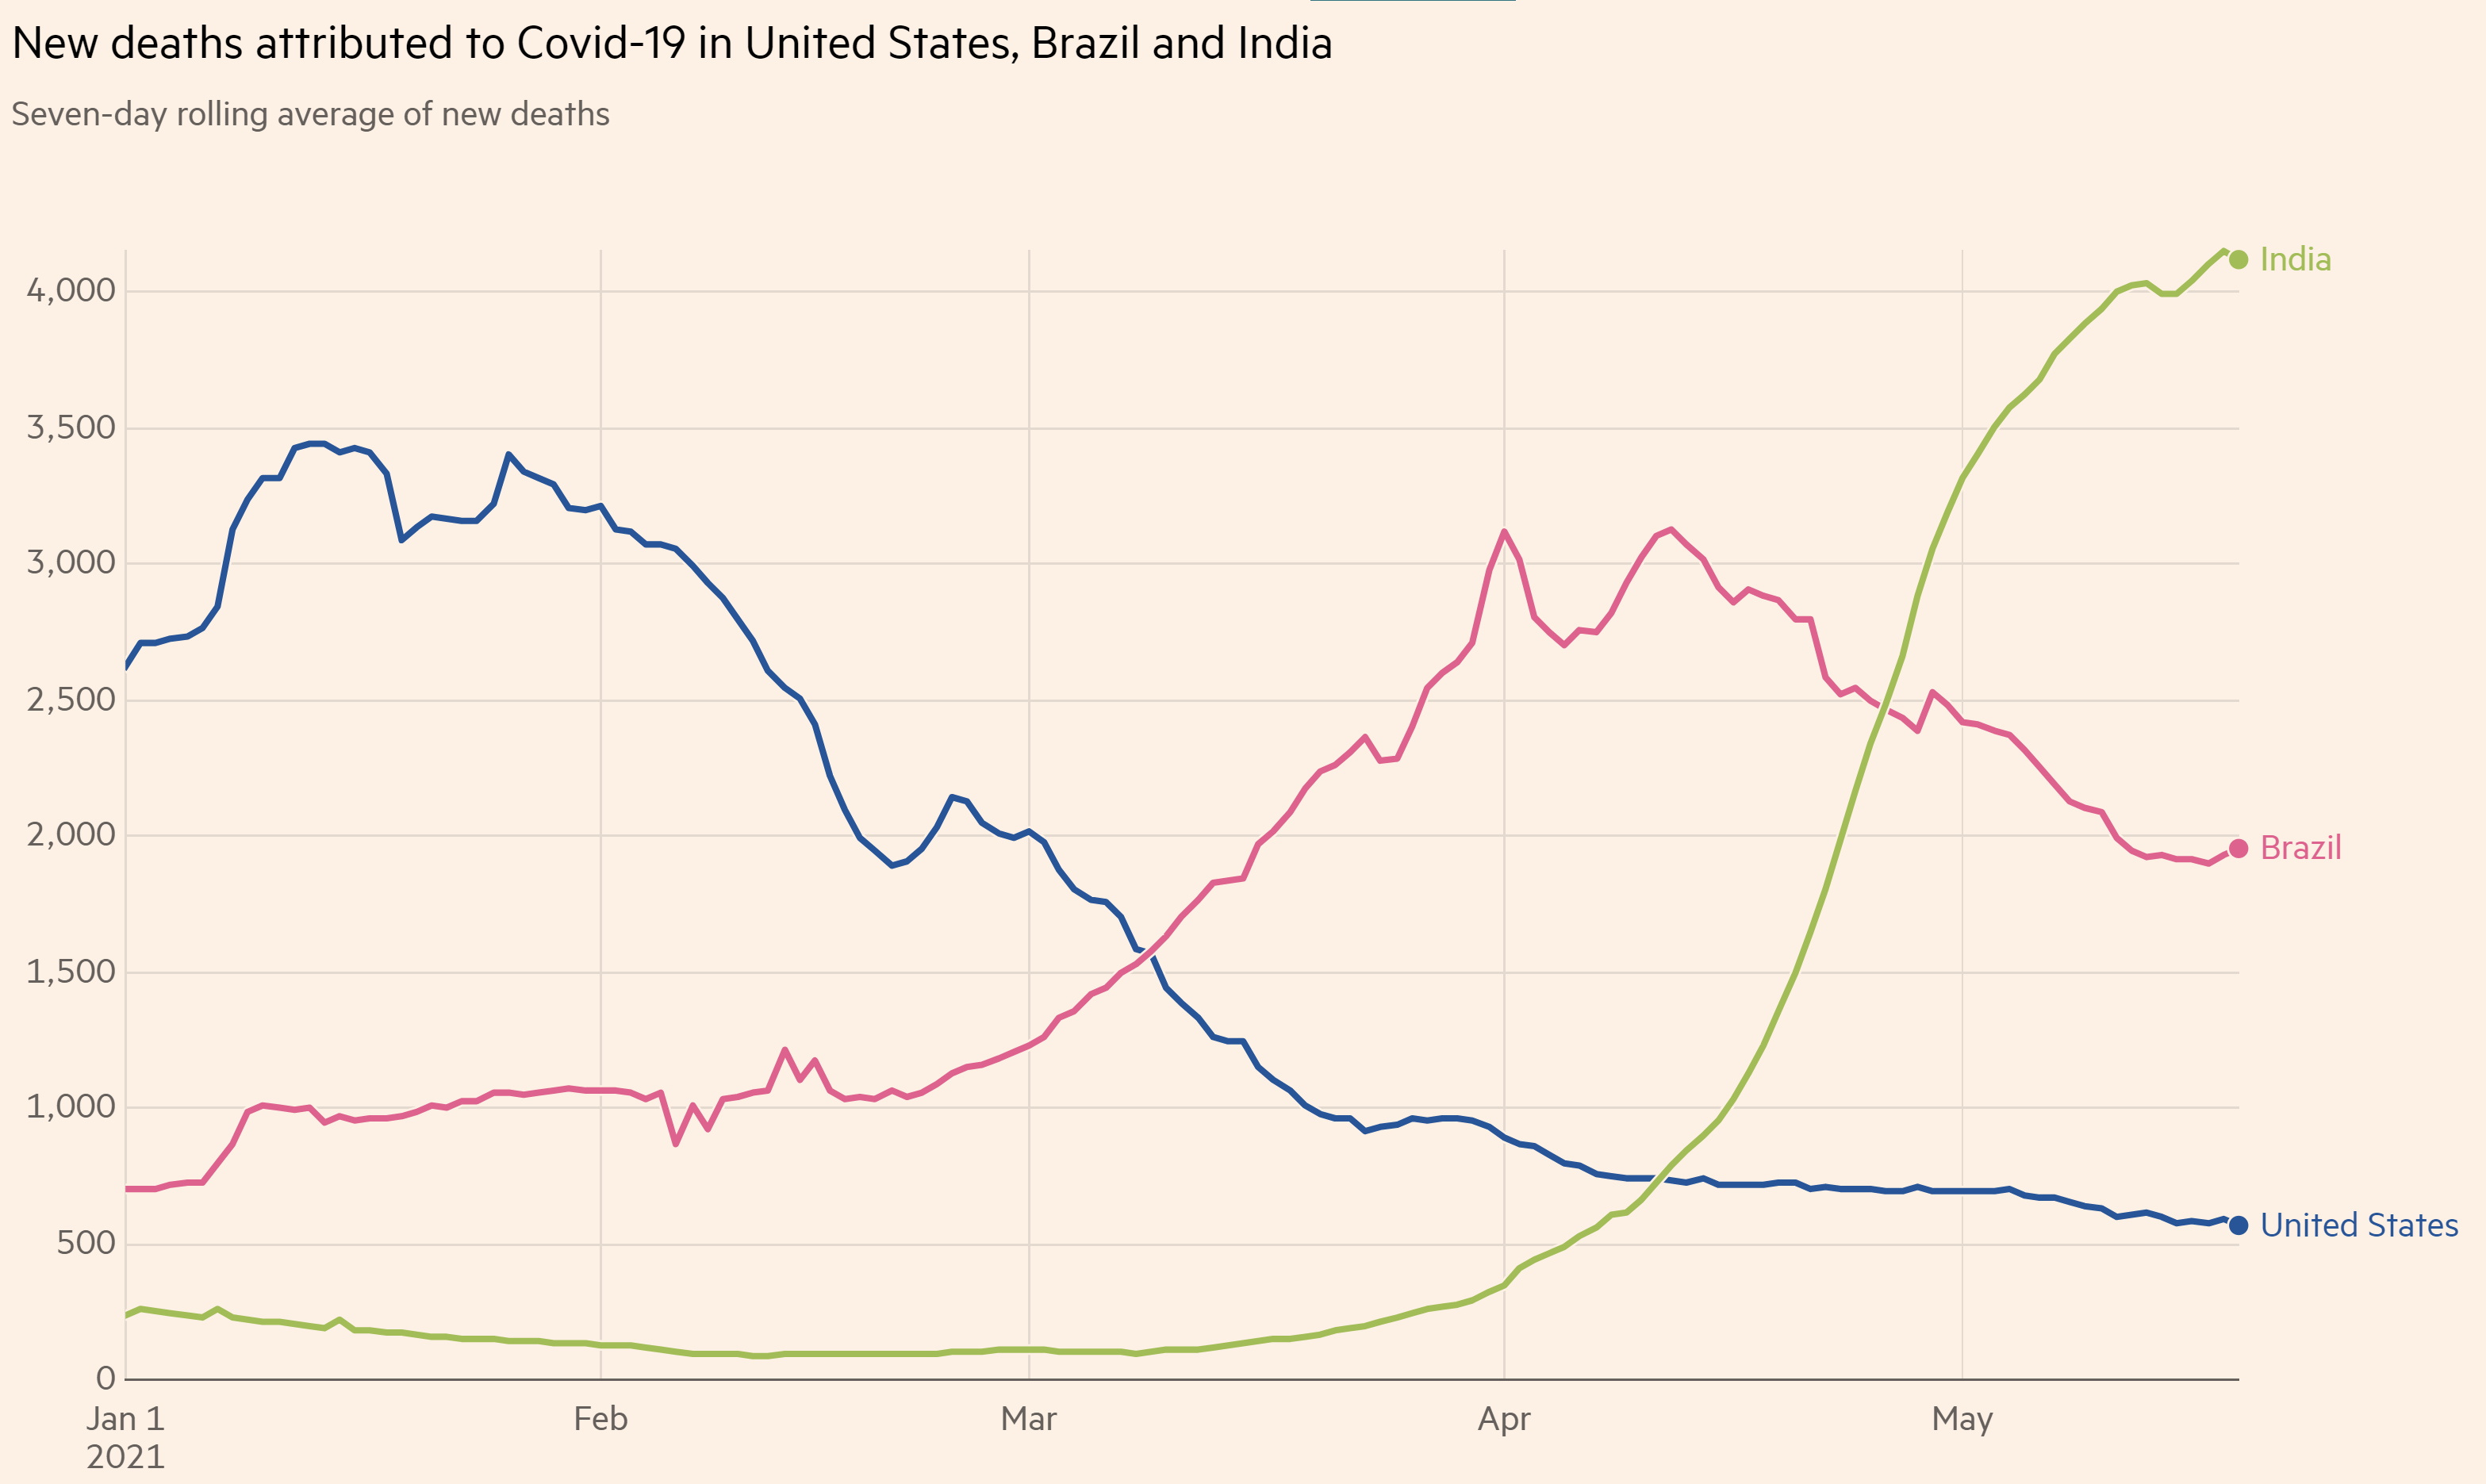 New deaths attributed to Covid-19 in United States, Brazil and India
Seven-day rolling average of new deaths
4,000
3,500
3,000
2,500
2,000
1,500
1,000
500
0
India
Brazil
United States
Jan 1 Feb Mar Apr May
2021